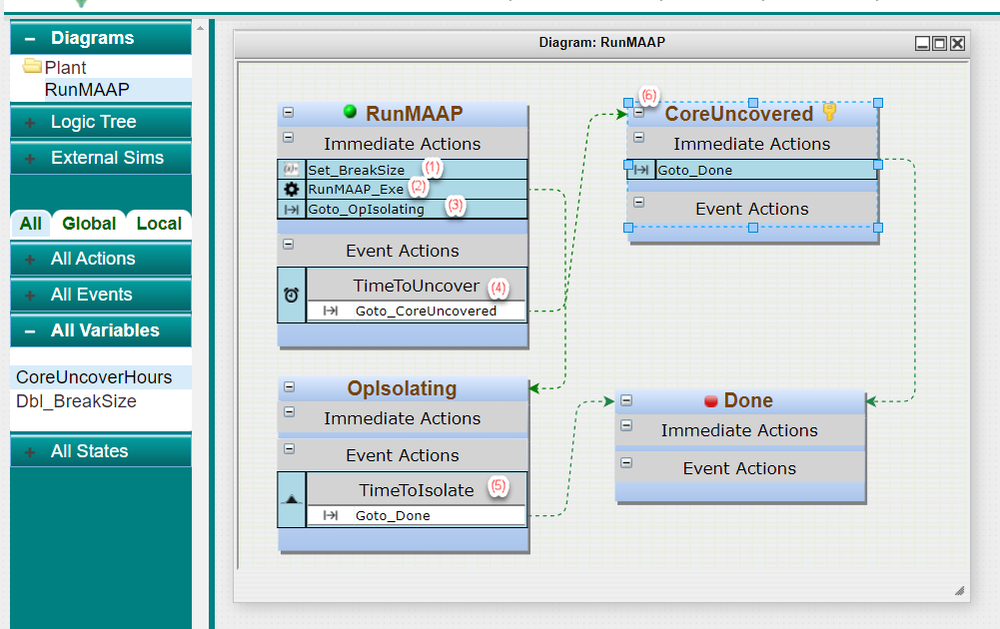 Diagrams
Plant
RunMAAP
Logic Tree
External Sims
All Global Local
All Actions
All Events
All Variables
CoreUncoverHours
Dbl_BreakSize
All States
Diagram: RunMAAP
RunMAAP
Immediate Actions
Set_BreakSize (1)
RunMAAP_Exe (2)
Goto_OpIsolating (3)
Event Actions
TimeToUncover (4)
Goto_CoreUncovered
(6)
CoreUncovered
Immediate Actions
Goto_Done
Event Actions
OpIsolating
Immediate Actions
Event Actions
TimeToIsolate (5)
Goto_Done
Done
Immediate Actions
Event Actions